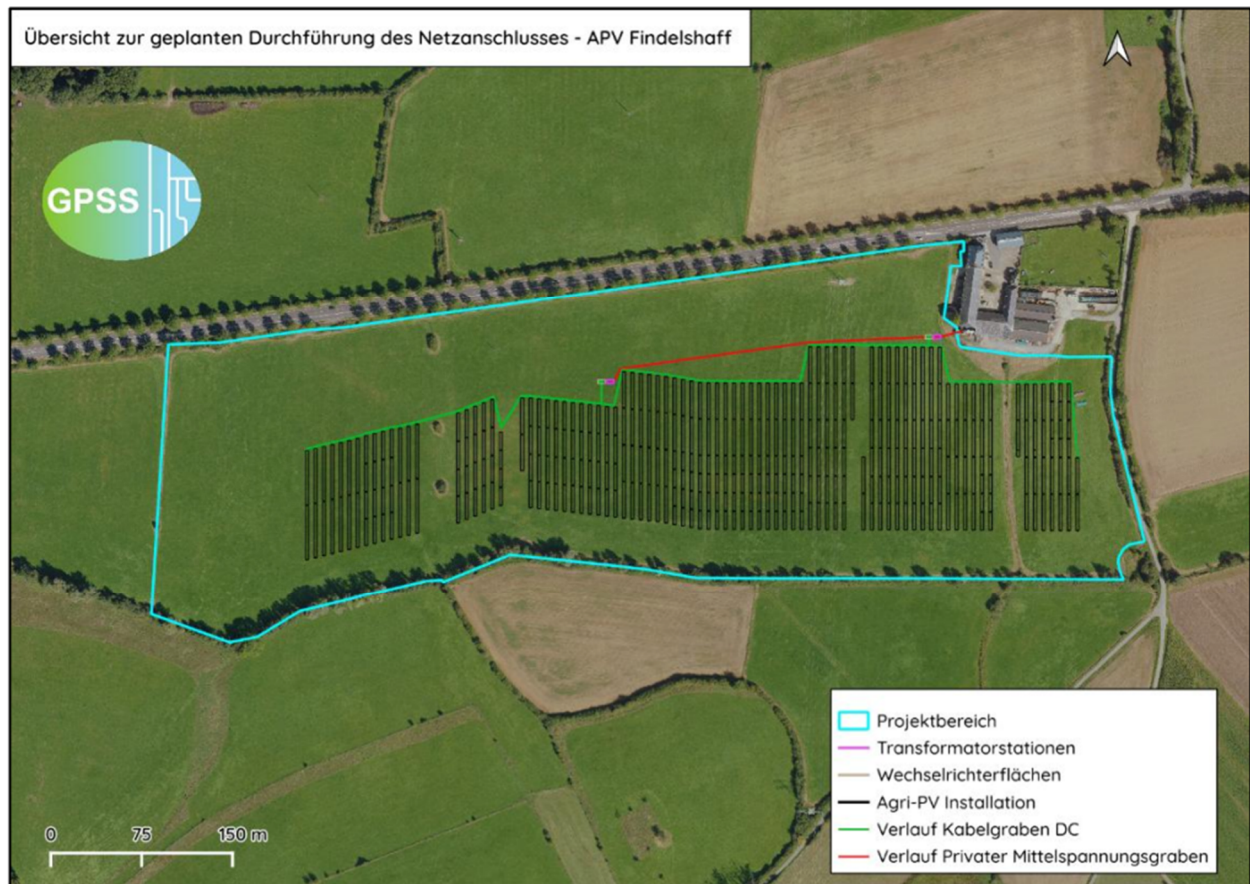 Übersicht zur geplanten Durchführung des Netzanschlusses - APV Findelshaff
GPSS
Projektbereich
Transformatorstationen
Wechselrichterflächen
Agri-PV Installation
Verlauf Kabelgraben DC
Verlauf Privater Mittelspannungsgraben
0 75 150 m